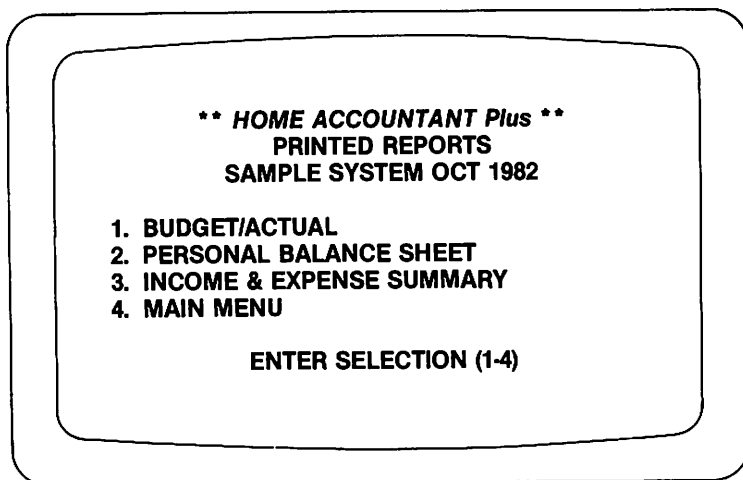 ** HOME ACCOUNTANT Plus **
PRINTED REPORTS
SAMPLE SYSTEM OCT 1982
1. BUDGET/ACTUAL
2. PERSONAL BALANCE SHEET
3. INCOME & EXPENSE SUMMARY
4. MAIN MENU
ENTER SELECTION (1-4)